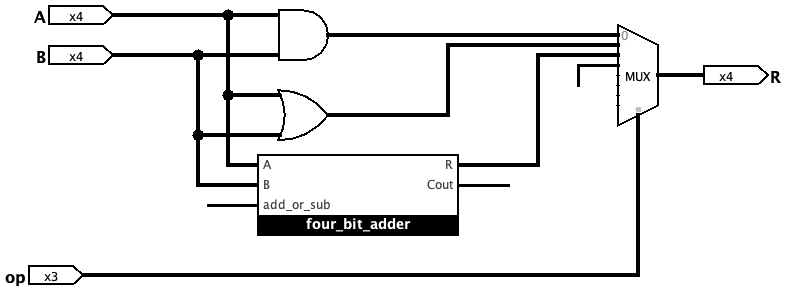 A x4
B x4
0
MUX
x4 R
A R
B Cout
add_or_sub
four_bit_adder
op x3